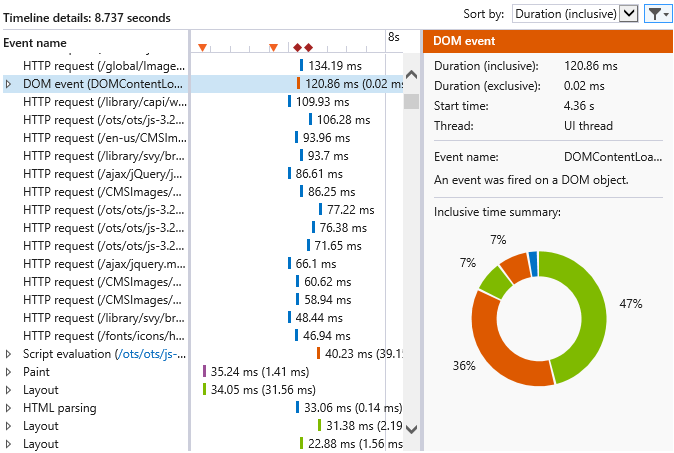 Timeline details: 8.737 seconds
Sort by: Duration (inclusive)
Event name
8s
HTTP request (/global/Image... 134.19 ms
DOM event (DOMContentLo... 120.86 ms (0.02 ms
HTTP request (/library/capi/w... 109.93 ms
HTTP request (/ots/ots/js-3.2... 106.28 ms
HTTP request (/en-us/CMSIm... 93.96 ms
HTTP request (/library/svy/br... 93.7 ms
HTTP request (/ajax/jQuery/j... 86.61 ms
HTTP request (/CMSImages/... 86.25 ms
HTTP request (/ots/ots/js-3.2... 77.22 ms
HTTP request (/ots/ots/js-3.2... 76.38 ms
HTTP request (/ots/ots/js-3.2... 71.65 ms
HTTP request (/ajax/jquery.m... 66.1 ms
HTTP request (/CMSImages/... 60.62 ms
HTTP request (/CMSImages/... 58.94 ms
HTTP request (/library/svy/br... 48.44 ms
HTTP request (/fonts/icons/h... 46.94 ms
Script evaluation (/ots/ots/js-... 40.23 ms (39.15
Paint 35.24 ms (1.41 ms)
Layout 34.05 ms (31.56 ms)
HTML parsing 33.06 ms (0.14 ms)
Layout 31.38 ms (2.19
Layout 22.88 ms (1.56 ms
DOM event
Duration (inclusive): 120.86 ms
Duration (exclusive): 0.02 ms
Start time: 4.36 s
Thread: UI thread
Event name: DOMContentLoa...
An event was fired on a DOM object.
Inclusive time summary:
7%
7%
47%
36%